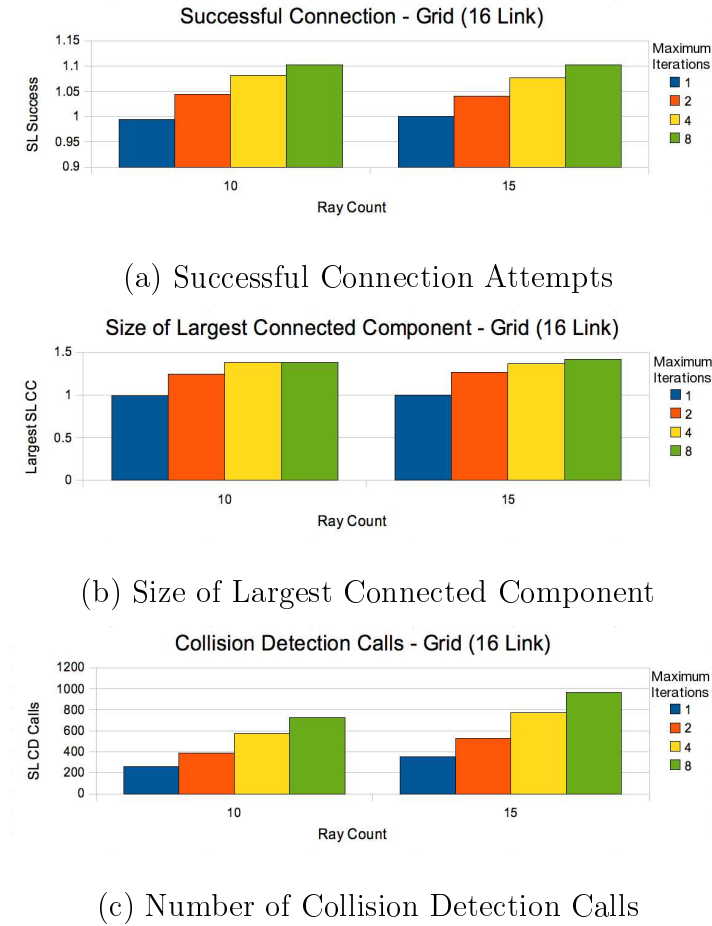 Successful Connection - Grid (16 Link)
1.15
1.1
1.05
1
0.95
0.9
SL Success
10
15
Ray Count
Maximum
Iterations
1
2
4
8
(a) Successful Connection Attempts
Size of Largest Connected Component - Grid (16 Link)
1.5
1
0.5
0
Largest SL CC
10
15
Ray Count
Maximum
Iterations
1
2
4
8
(b) Size of Largest Connected Component
Collision Detection Calls - Grid (16 Link)
1200
1000
800
600
400
200
0
SL CD Calls
10
15
Ray Count
Maximum
Iterations
1
2
4
8
(c) Number of Collision Detection Calls